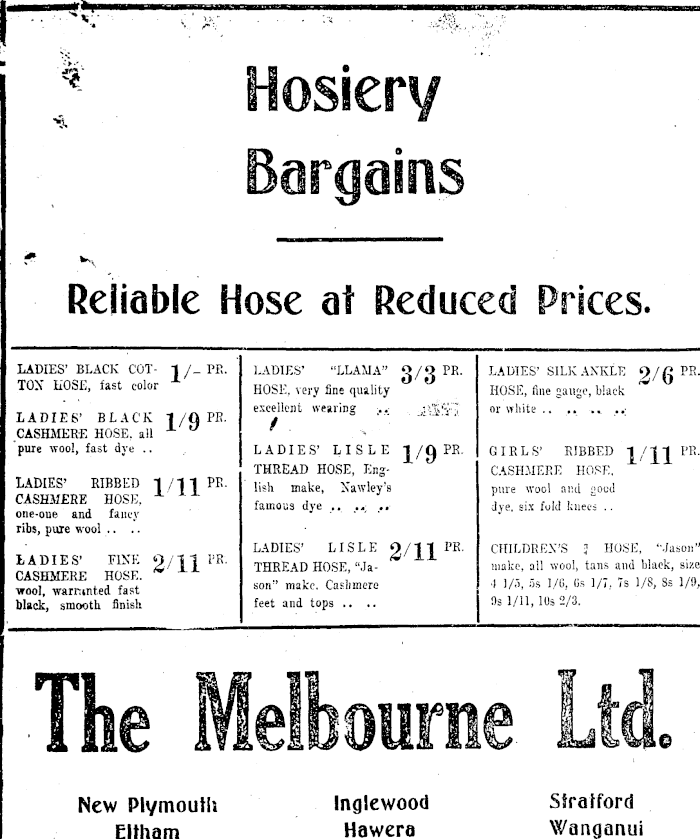 Hosiery
Bargains
Reliable Hose at Reduced Prices.
LADIES' BLACK COT- 1/- PR.
TON HOSE, fast color
LADIES' BLACK 1/9 PR.
CASHMERE HOSE, all
pure wool, fast dye ..
LADIES' RIBBED 1/11 PR.
CASHMERE HOSE,
one-one and fancy
ribs, pure wool .. ..
LADIES' FINE 2/11 PR.
CASHMERE HOSE.
wool, warranted fast
black, smooth finish
LADIES' "LLAMA" 3/3 PR.
HOSE, very fine quality
excellent wearing ..
LADIES' LISLE 1/9 PR.
THREAD HOSE, Eng-
lish make, Nawley's
famous dye .. .. ..
LADIES' LISLE 2/11 PR.
THREAD HOSE, "Ja-
son" make. Cashmere
feet and tops .. ..
LADIES' SILK ANKLE 2/6 PR.
HOSE, fine gauge, black
or white .. .. .. ..
GIRLS' RIBBED 1/11 PR.
CASHMERE HOSE,
pure wool and good
dye, six fold knees ..
CHILDREN'S HOSE, "Jason"
make, all wool, tans and black, size
4 1/5, 5s 1/6, 6s 1/7, 7s 1/8, 8s 1/9,
9s 1/11, 10s 2/3.
The Melbourne Ltd.
New Plymouth Inglewood Stratford
Eltham Hawera Wanganui